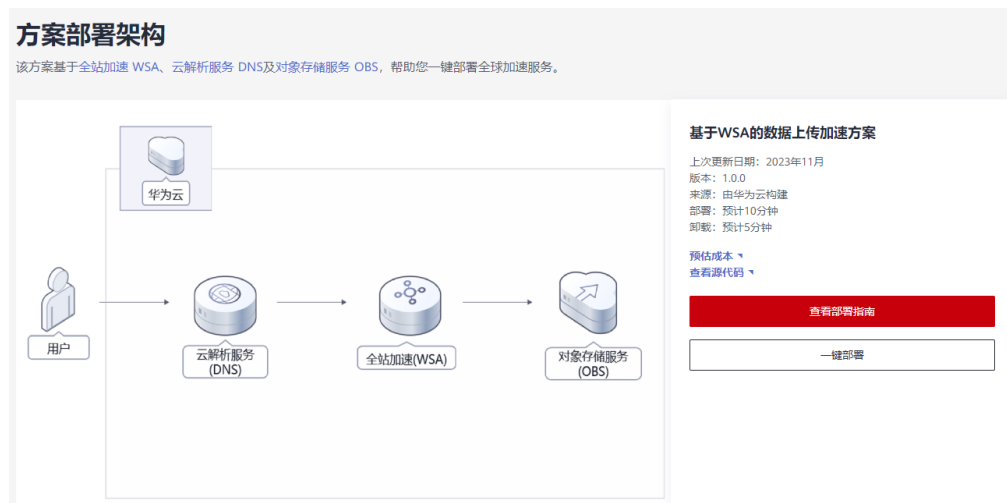 方案部署架构
该方案基于全站加速 WSA、云解析服务 DNS及对象存储服务 OBS，帮助您一键部署全球加速服务。
华为云
用户
云解析服务
(DNS)
全站加速(WSA)
对象存储服务
(OBS)
基于WSA的数据上传加速方案
上次更新日期：2023年11月
版本：1.0.0
来源：由华为云构建
部署：预计10分钟
卸载：预计5分钟
预估成本
查看源代码
查看部署指南
一键部署